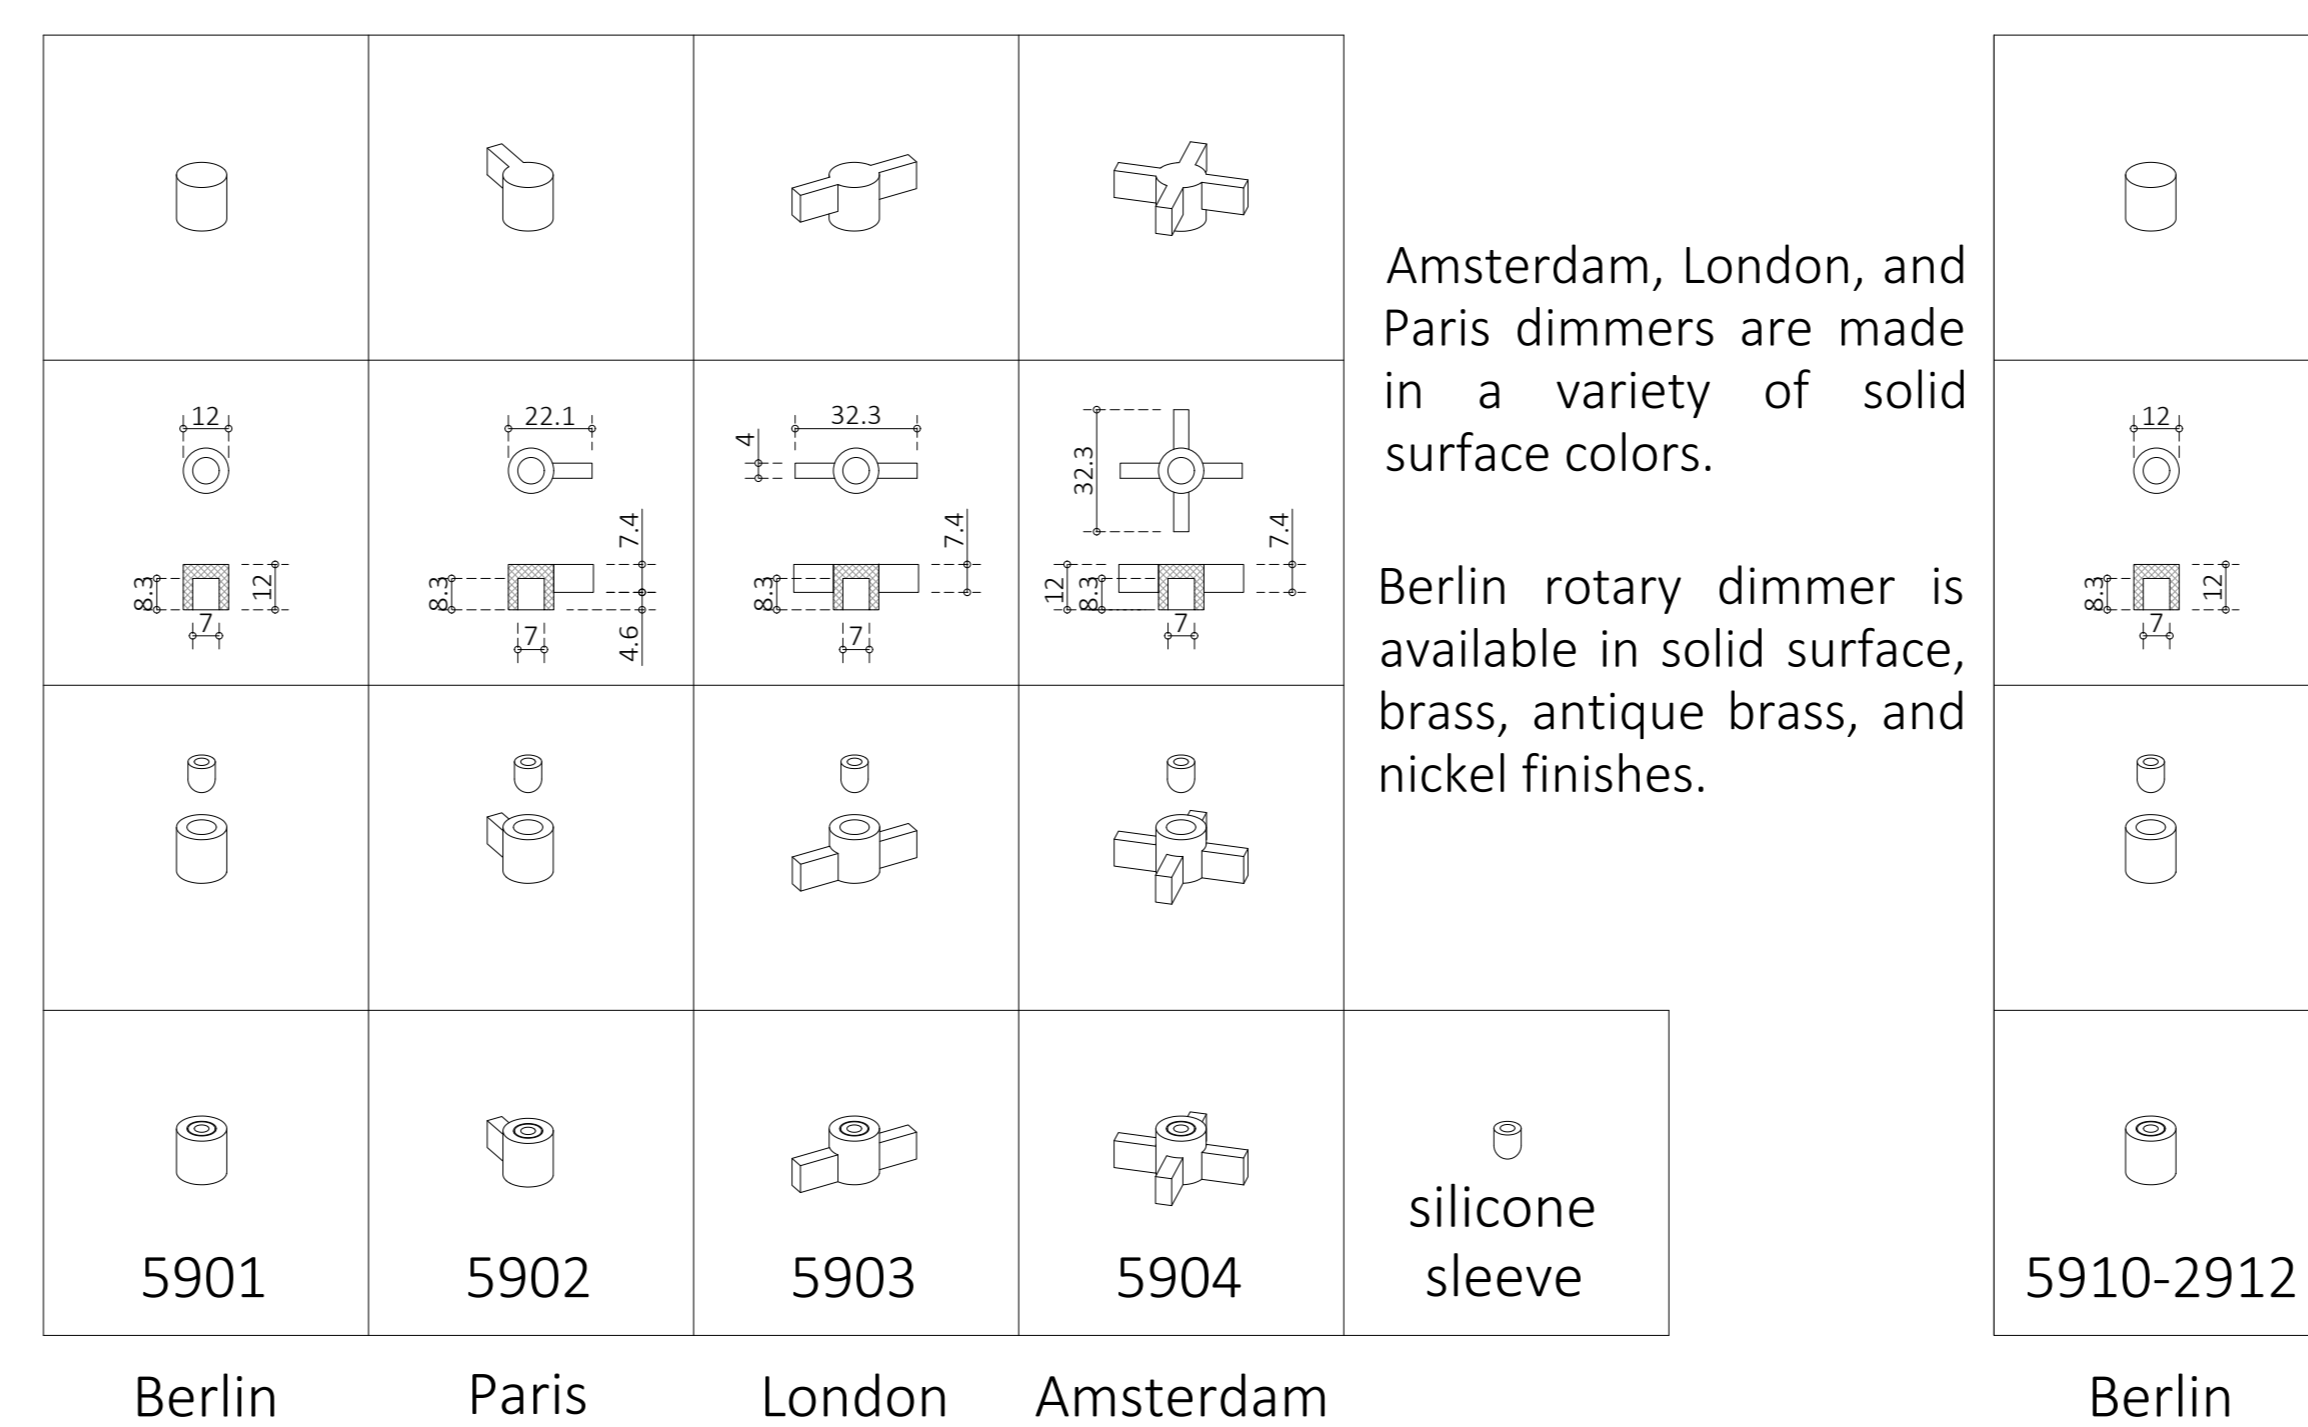 12
22.1
32.3
4
32.3
12
8.3
12
7
8.3
7.4
4.6
7
8.3
7.4
7
12
8.3
7.4
7
8.3
12
7
Amsterdam, London, and
Paris dimmers are made
in a variety of solid
surface colors.
Berlin rotary dimmer is
available in solid surface,
brass, antique brass, and
nickel finishes.
5901
5902
5903
5904
silicone
sleeve
5910-2912
Berlin
Paris
London
Amsterdam
Berlin